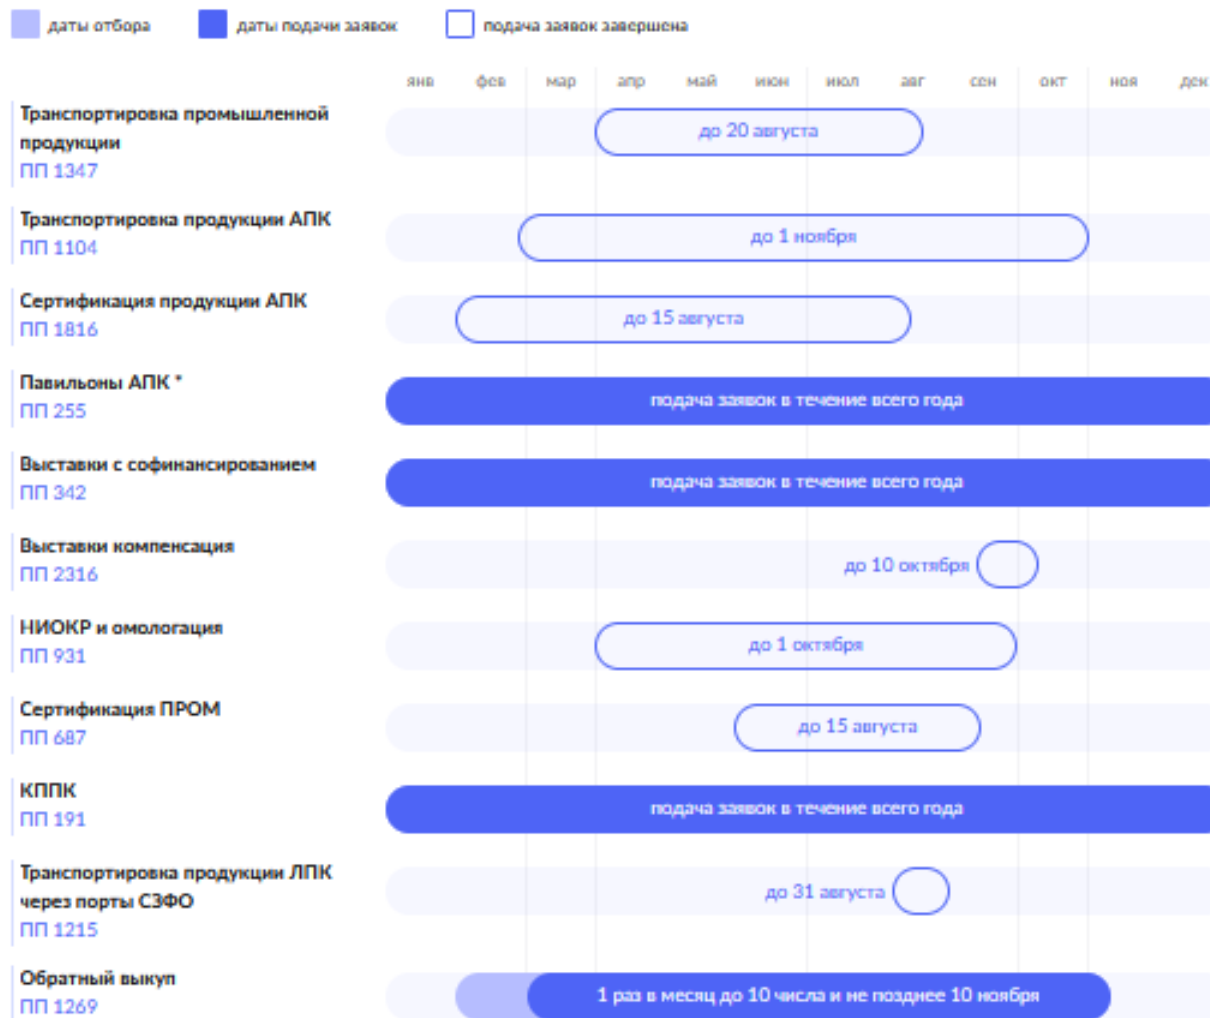 даты отбора даты подачи заявок подача заявок завершена
янв фев мар апр май июн июл авг сен окт ноя дек
Транспортировка промышленной
продукции
ПП 1347
до 20 августа
Транспортировка продукции АПК
ПП 1104
до 1 ноября
Сертификация продукции АПК
ПП 1816
до 15 августа
Павильоны АПК *
ПП 255
подача заявок в течение всего года
Выставки с софинансированием
ПП 342
подача заявок в течение всего года
Выставки компенсация
ПП 2316
до 10 октября
НИОКР и омологация
ПП 931
до 1 октября
Сертификация ПРОМ
ПП 687
до 15 августа
КППК
ПП 191
подача заявок в течение всего года
Транспортировка продукции ЛПК
через порты СЗФО
ПП 1215
до 31 августа
Обратный выкуп
ПП 1269
1 раз в месяц до 10 числа и не позднее 10 ноября